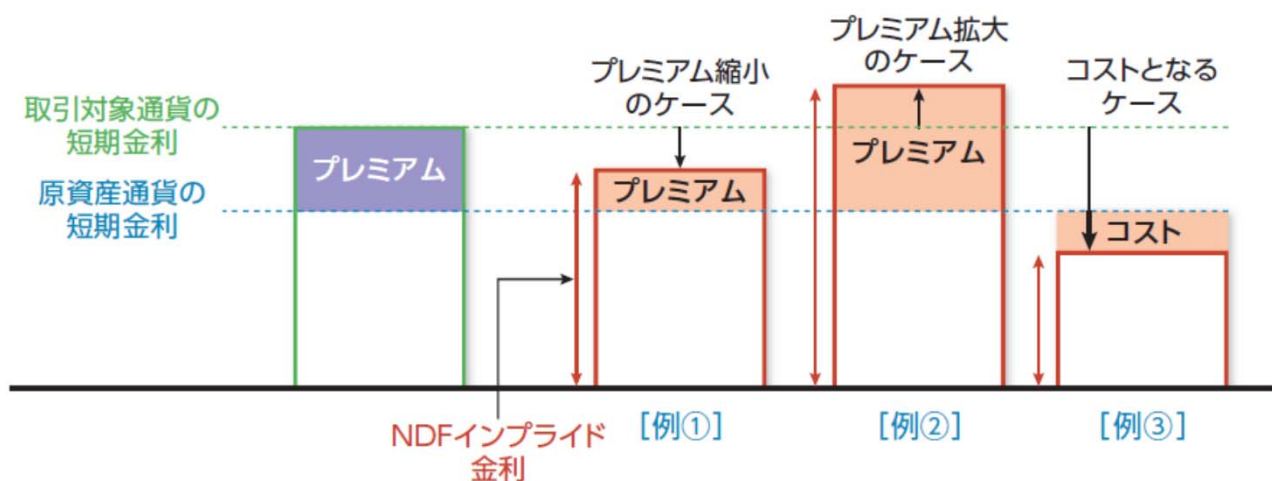 取引対象通貨の
短期金利
原資産通貨の
短期金利
プレミアム
プレミアム縮小
のケース
プレミアム
プレミアム拡大
のケース
プレミアム
コストとなる
ケース
コスト
NDFインプライド
金利
[例①]
[例②]
[例③]